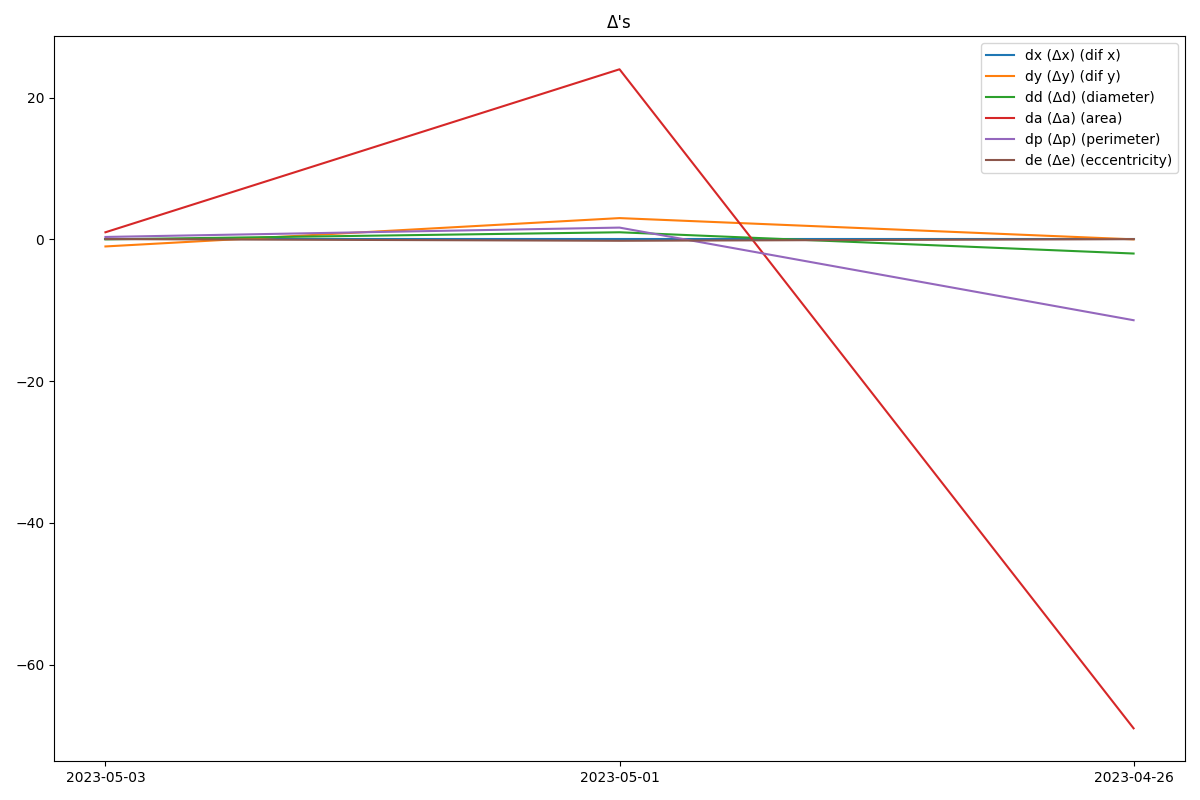 Δ's
dx (Δx) (dif x)
dy (Δy) (dif y)
dd (Δd) (diameter)
da (Δa) (area)
dp (Δp) (perimeter)
de (Δe) (eccentricity)
20
0
−20
−40
−60
2023-05-03 2023-05-01 2023-04-26